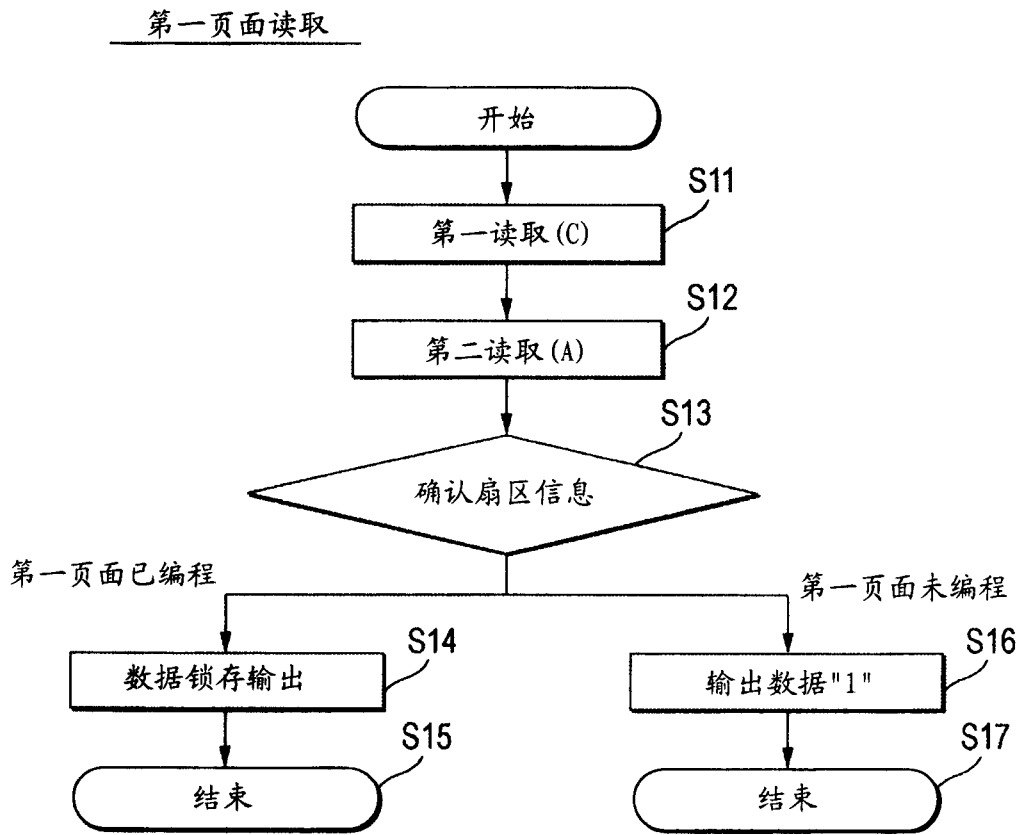 第一页面读取
开始
S11
第一读取(C)
S12
第二读取(A)
S13
确认扇区信息
第一页面已编程
第一页面未编程
S14
数据锁存输出
S16
输出数据"1"
S15
结束
S17
结束